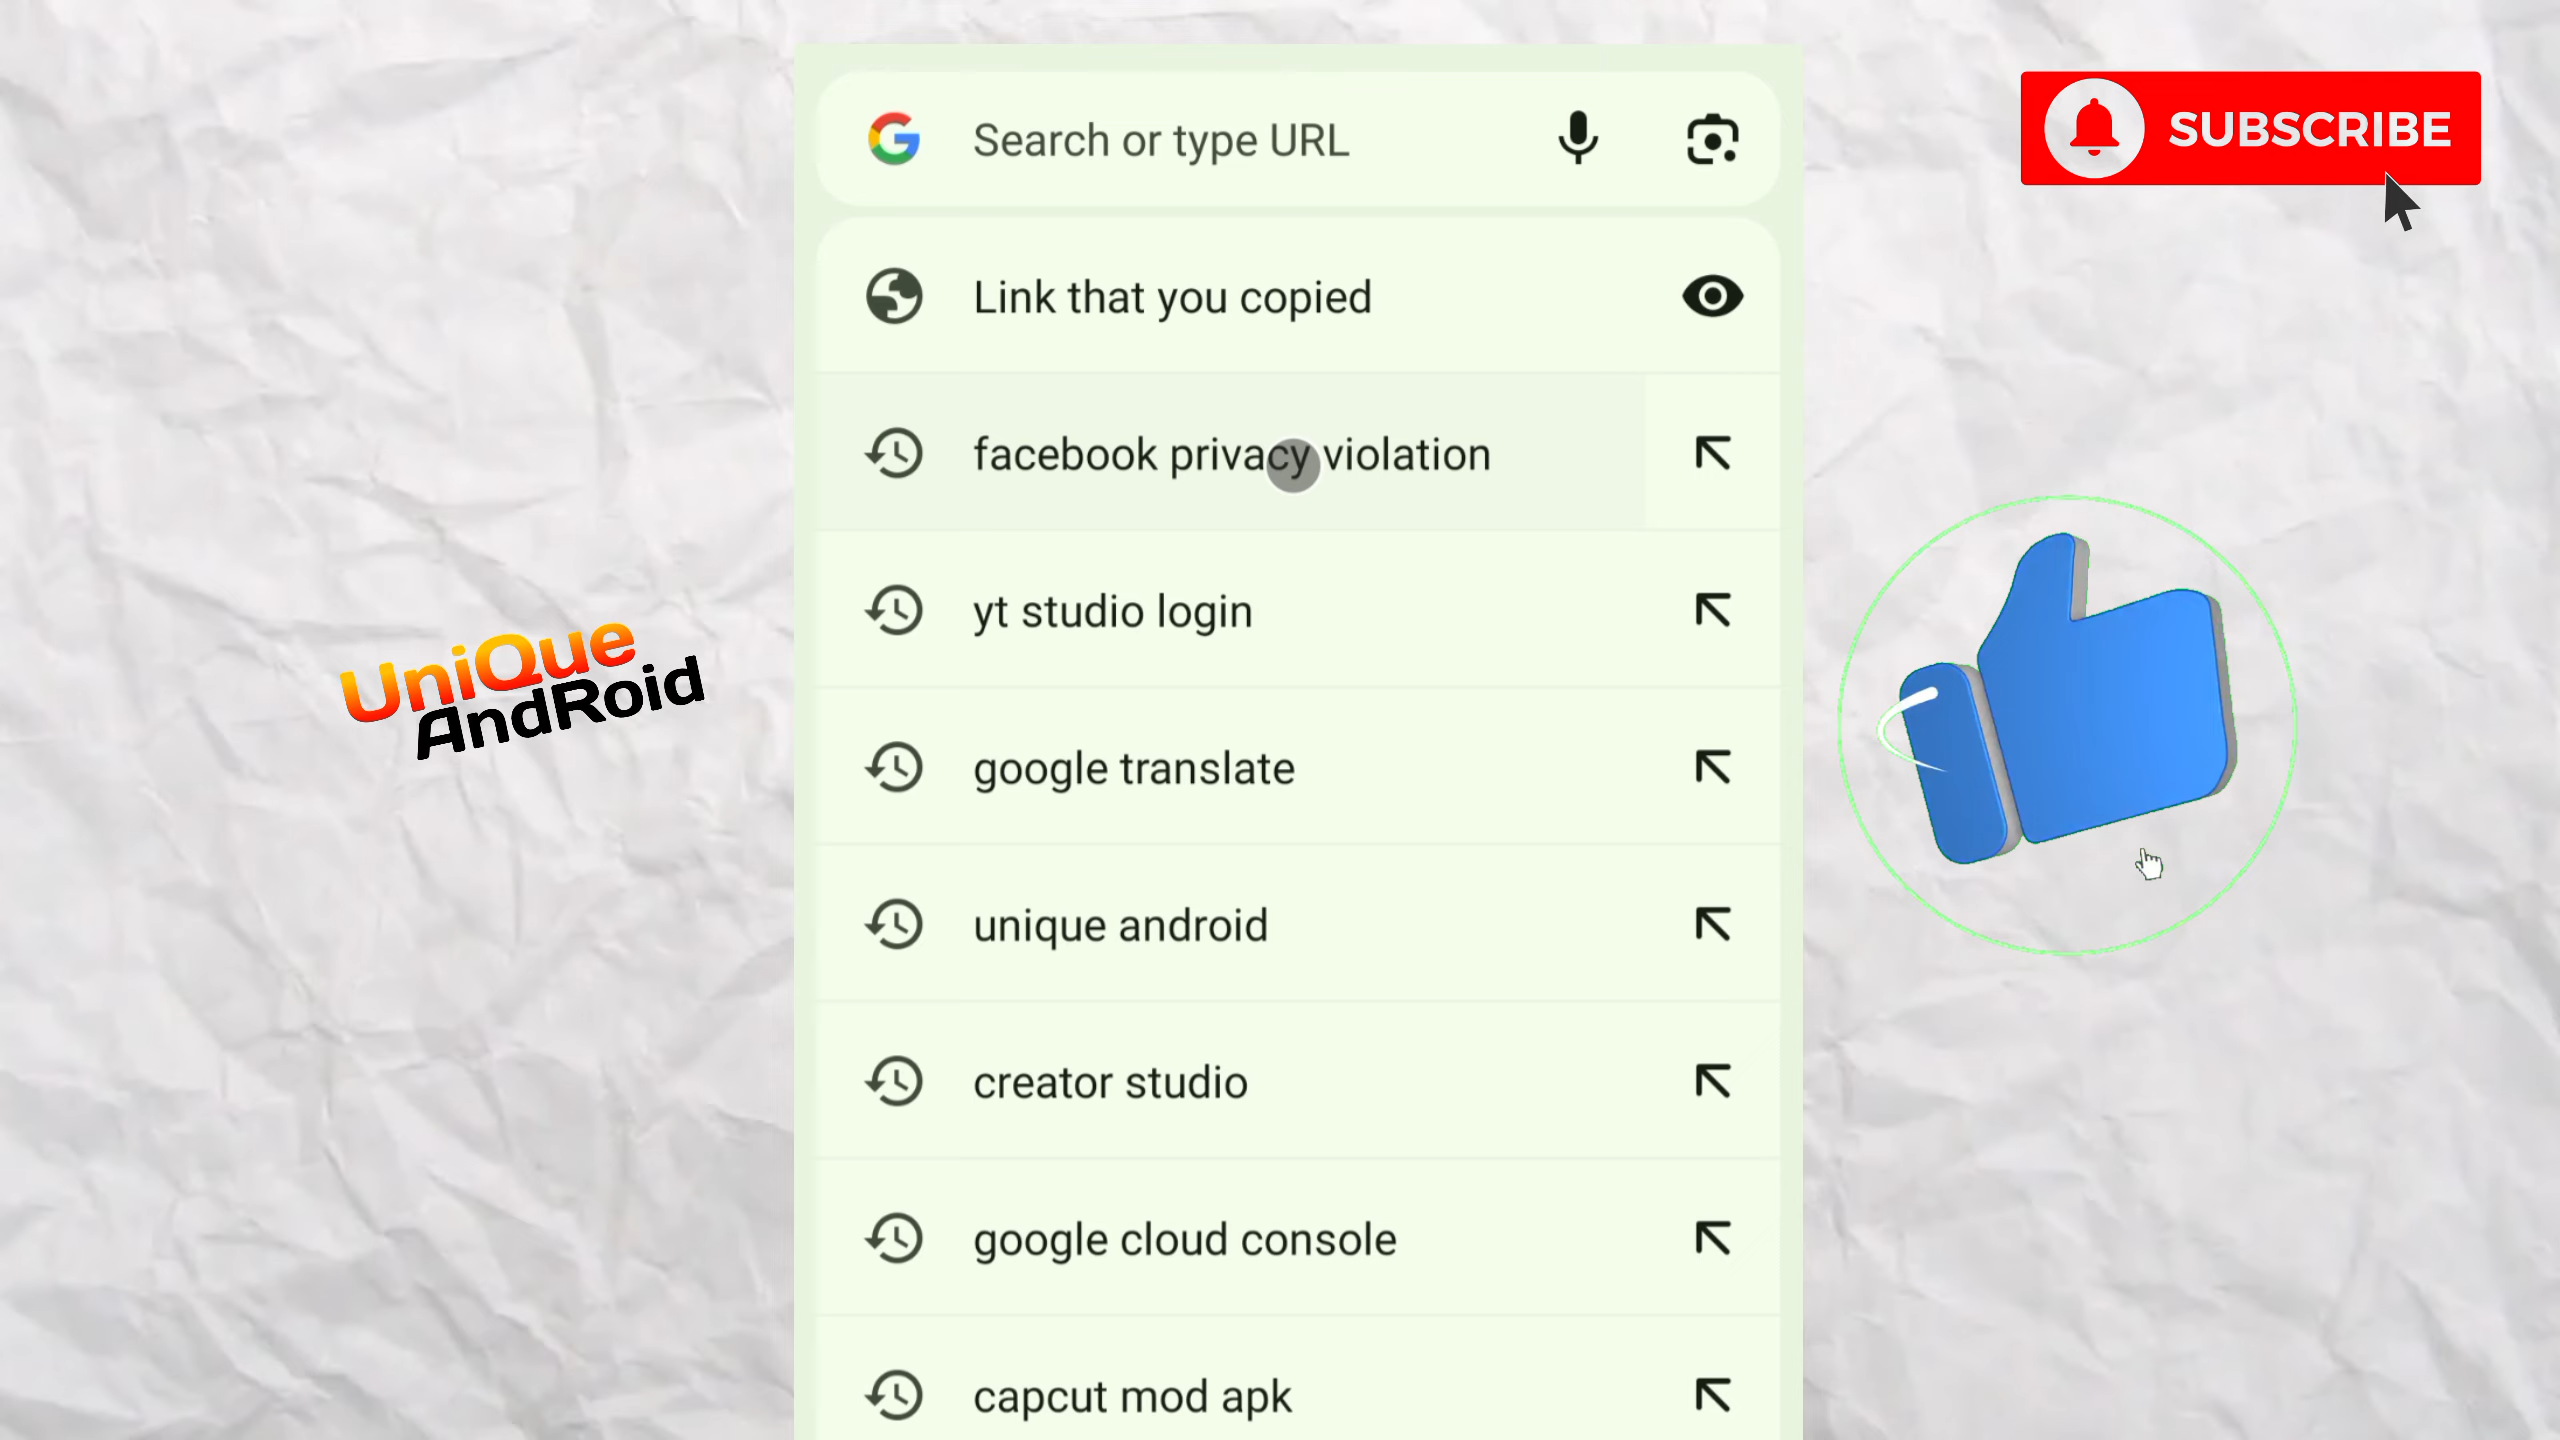 Search or type URL
SUBSCRIBE
Link that you copied
facebook privacy violation
yt studio login
UniQue
AndRoid
google translate
unique android
creator studio
google cloud console
capcut mod apk